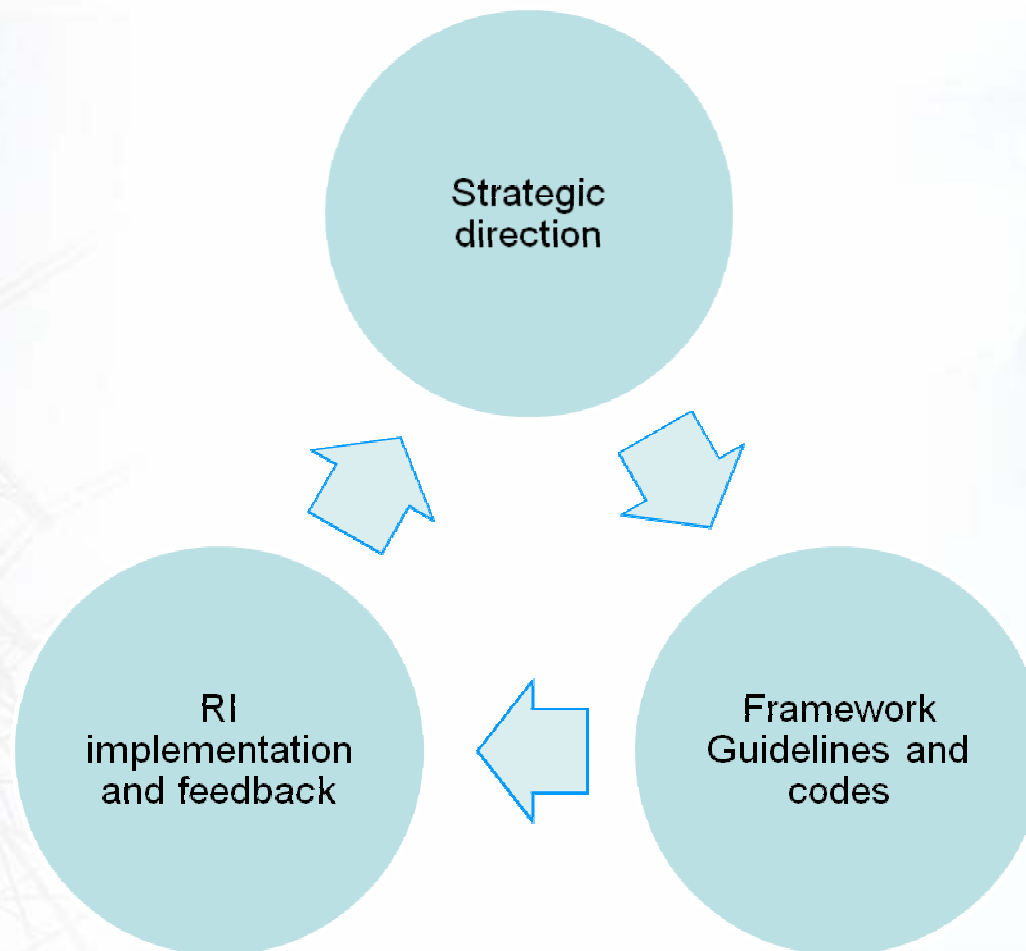 Strategic
direction
RI
implementation
and feedback
Framework
Guidelines and
codes